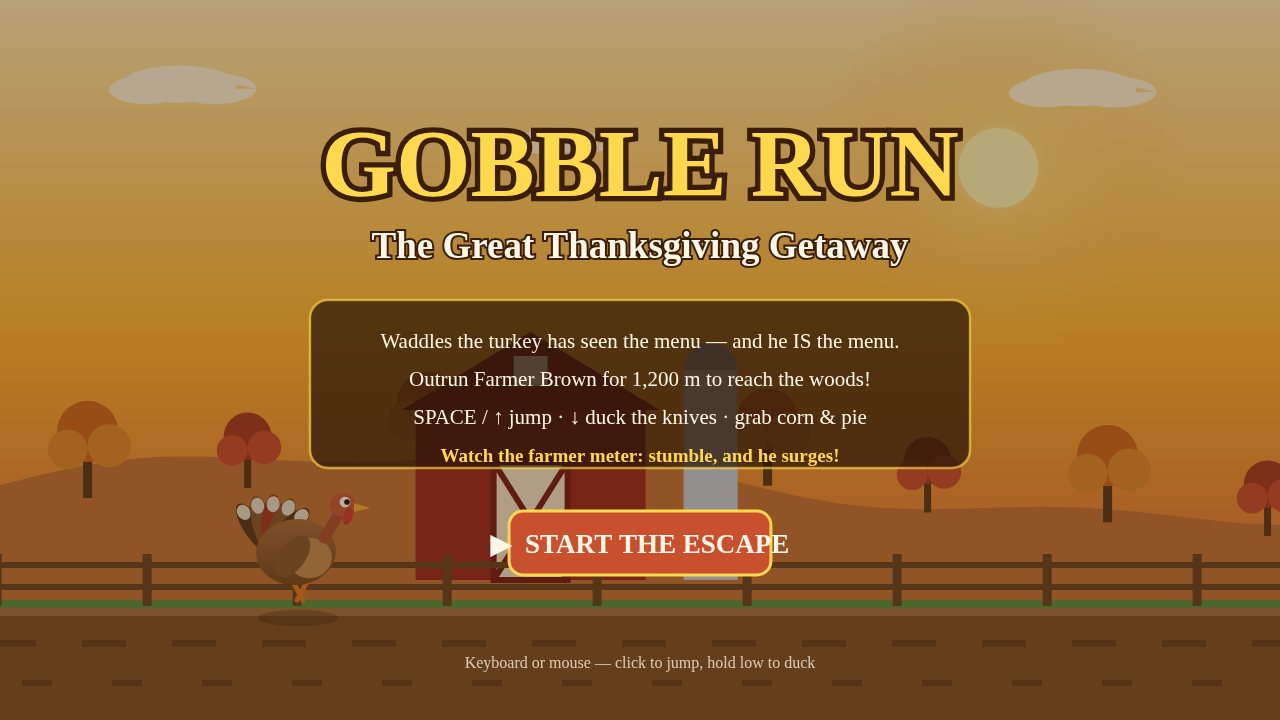 GOBBLE RUN
The Great Thanksgiving Getaway
Waddles the turkey has seen the menu — and he IS the menu.
Outrun Farmer Brown for 1,200 m to reach the woods!
SPACE / ↑ jump · ↓ duck the knives · grab corn & pie
Watch the farmer meter: stumble, and he surges!
▶ START THE ESCAPE
Keyboard or mouse — click to jump, hold low to duck